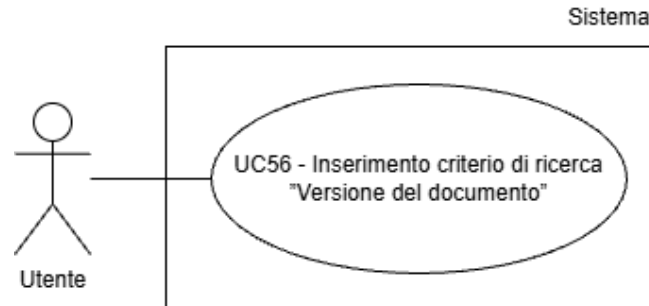 Sistema
UC56 - Inserimento criterio di ricerca
"Versione del documento"
Utente